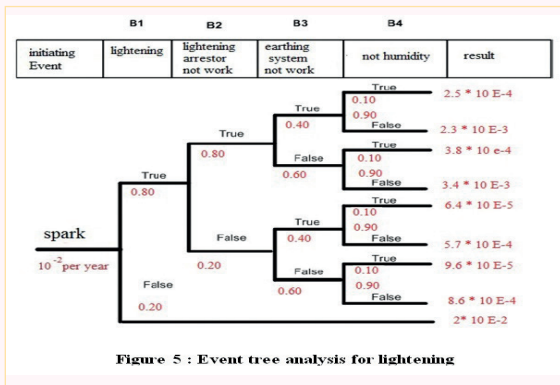 B1 B2 B3 B4
initiating Event lightening lightening arrestor not work earthing system not work not humidity result
True 2.5 * 10 E-4
0.10
True 0.40
0.90
False 2.3 * 10 E-3
True 0.80
True 3.8 * 10 e-4
False 0.60
0.10
0.90
False 3.4 * 10 E-3
True 0.80
True 6.4 * 10 E-5
True 0.40
0.10
0.90
spark
False 0.20
False 5.7 * 10 E-4
10 -2 per year
True 9.6 * 10 E-5
False 0.60
0.10
0.90
False 0.20
False 8.6 * 10 E-4
2* 10 E-2
Figure 5 : Event tree analysis for lightening